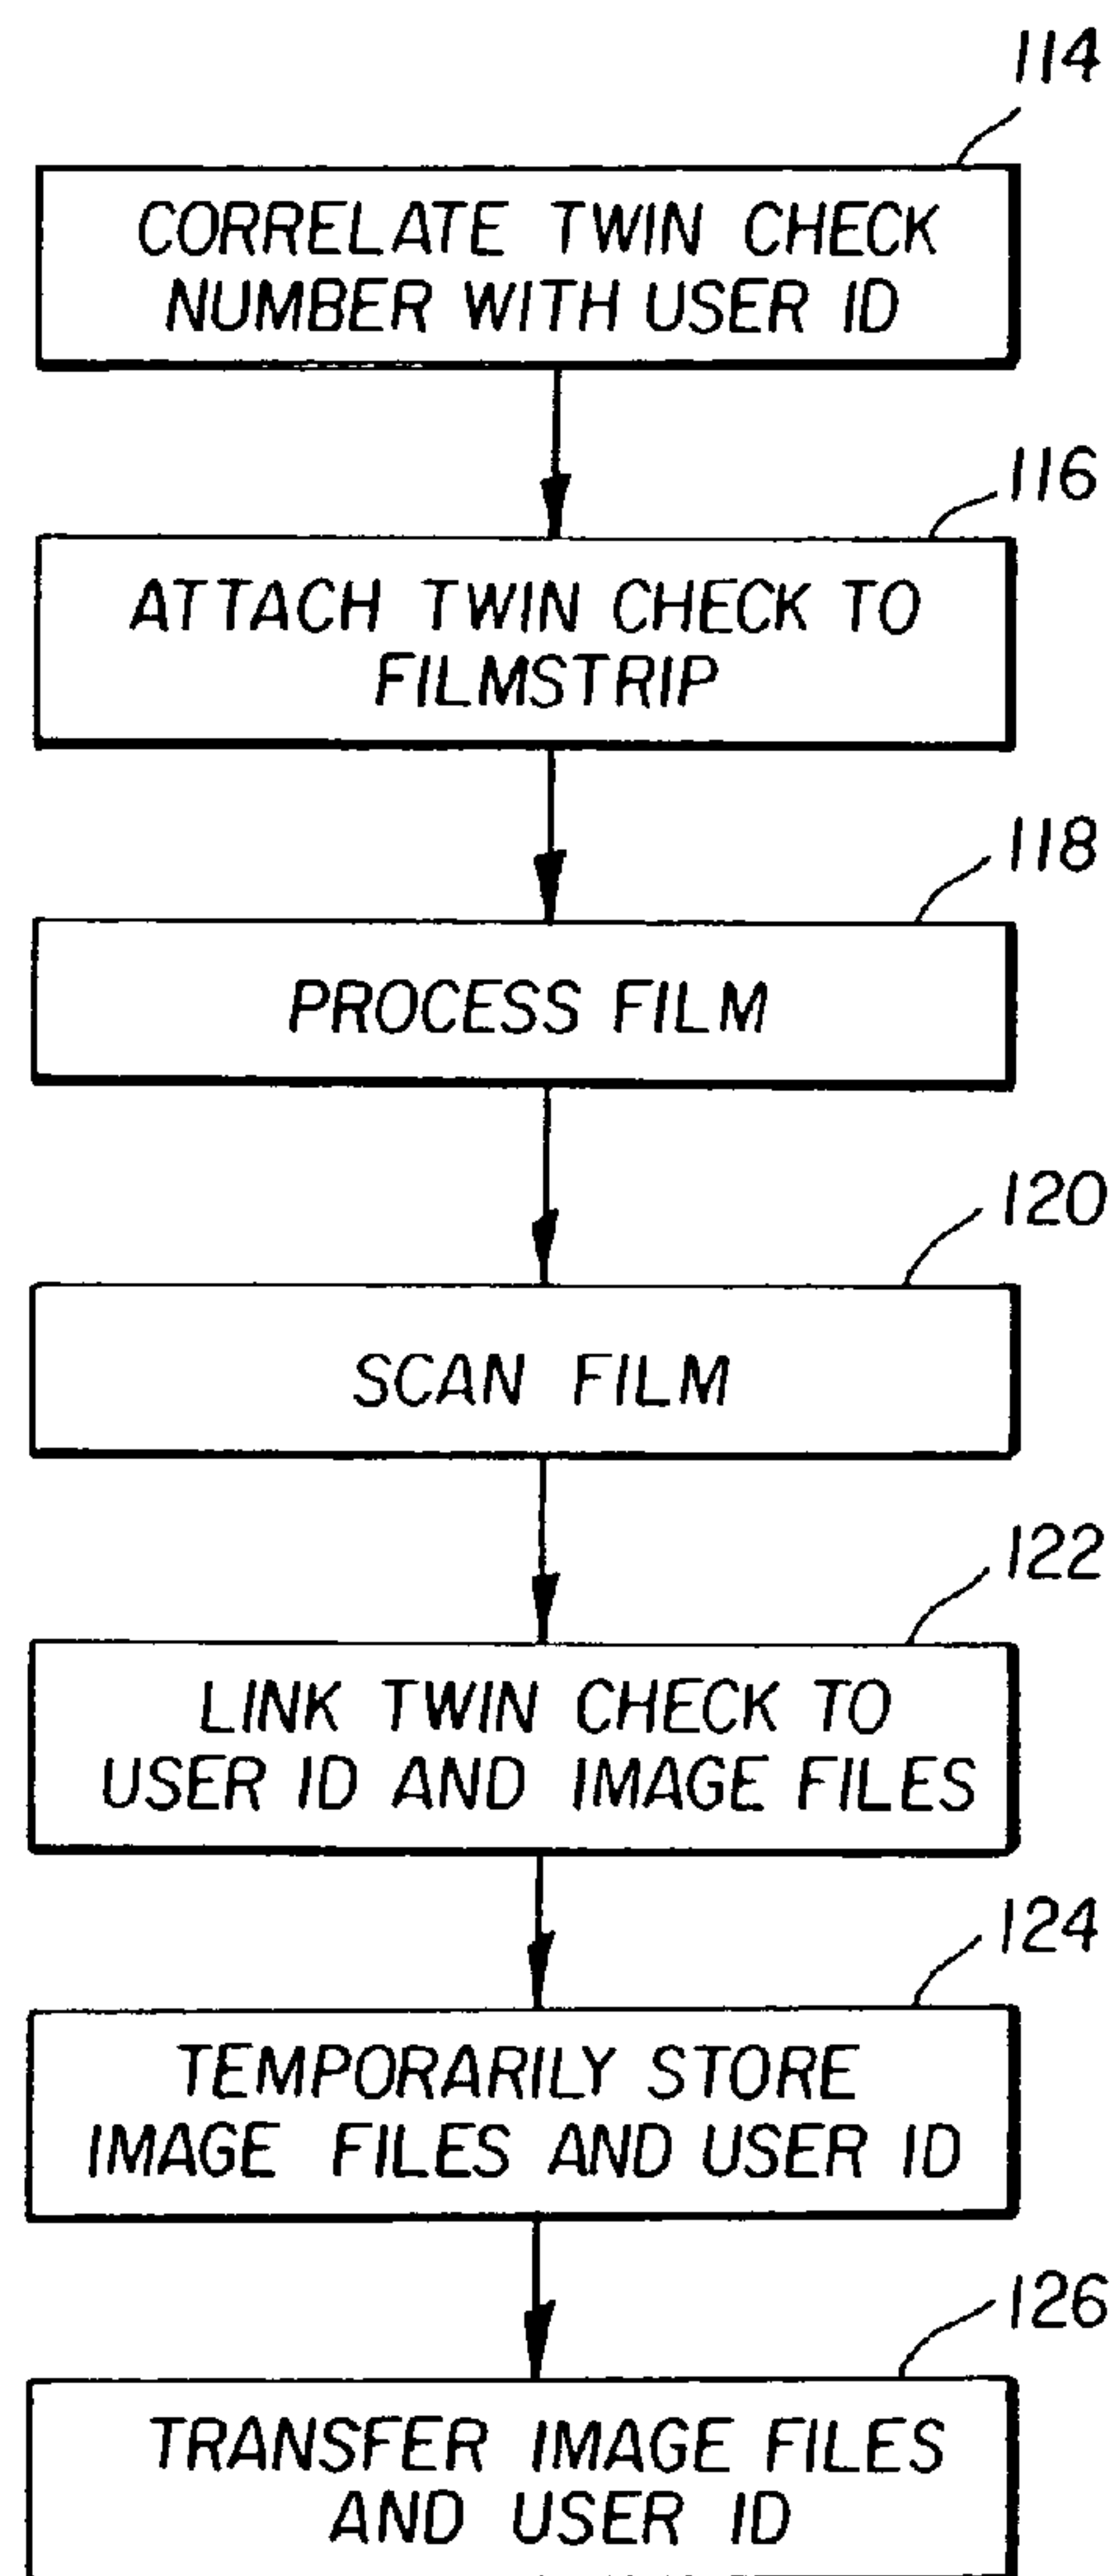 114
CORRELATE TWIN CHECK
NUMBER WITH USER ID
116
ATTACH TWIN CHECK TO
FILMSTRIP
118
PROCESS FILM
120
SCAN FILM
122
LINK TWIN CHECK TO
USER ID AND IMAGE FILES
124
TEMPORARILY STORE
IMAGE FILES AND USER ID
126
TRANSFER IMAGE FILES
AND USER ID